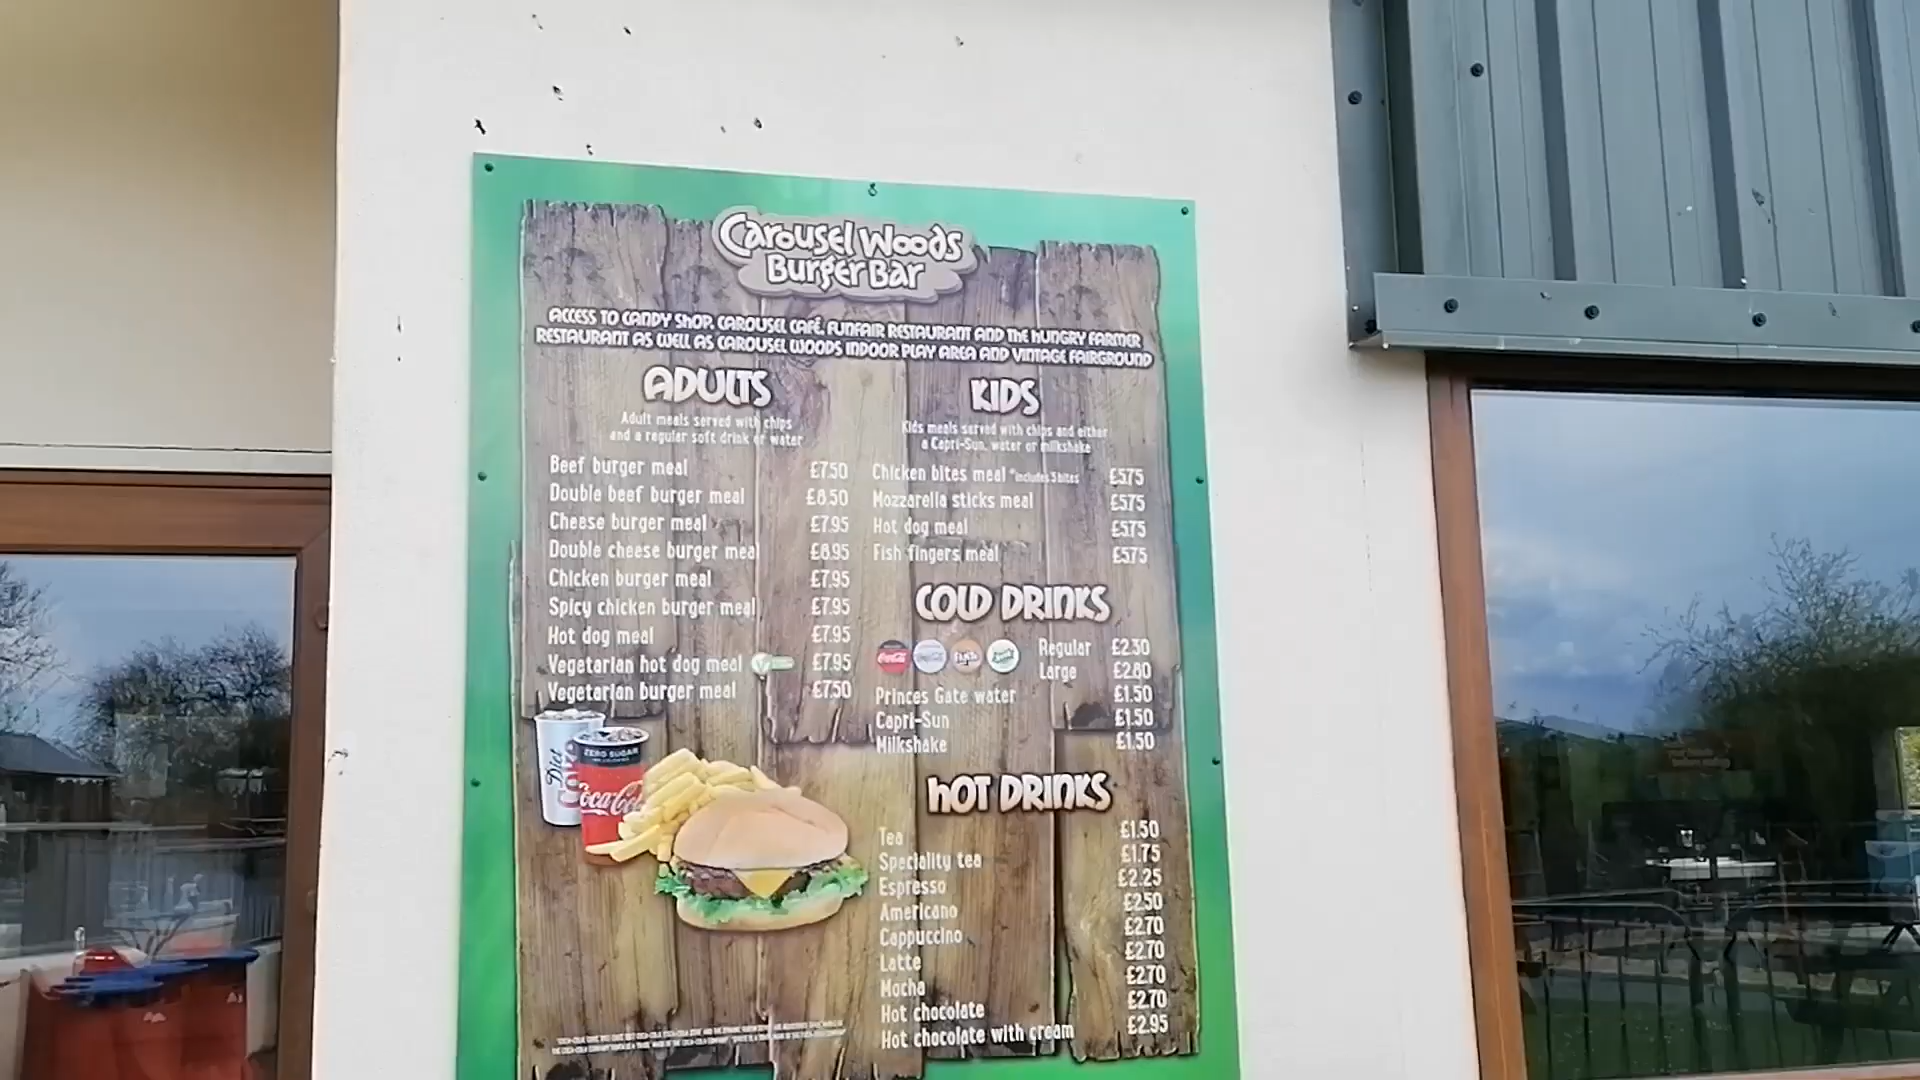 Carousel Woods
Burger Bar
ACCESS TO CANDY SHOP, CAROUSEL CAFÉ, FUNFAIR RESTAURANT AND THE HUNGRY FARMER
RESTAURANT AS WELL AS CAROUSEL WOODS INDOOR PLAY AREA AND VINTAGE FAIRGROUND
ADULTS
Adult meals served with chips
and a regular soft drink or water
Beef burger meal £7.50
Double beef burger meal £8.50
Cheese burger meal £7.95
Double cheese burger meal £8.95
Chicken burger meal £7.95
Spicy chicken burger meal £7.95
Hot dog meal £7.95
Vegetarian hot dog meal £7.95
Vegetarian burger meal £7.50
Diet Coke
ZERO SUGAR
Coca-Cola
KIDS
Kids meals served with chips and either
a Capri-Sun, water or milkshake
Chicken bites meal *includes 5 bites £5.75
Mozzarella sticks meal £5.75
Hot dog meal £5.75
Fish fingers meal £5.75
COLD DRINKS
Coca-Cola Fanta
Regular £2.30
Large £2.80
Princes Gate water £1.50
Capri-Sun £1.50
Milkshake £1.50
HOT DRINKS
Tea £1.50
Speciality tea £1.75
Espresso £2.25
Americano £2.50
Cappuccino £2.70
Latte £2.70
Mocha £2.70
Hot chocolate £2.70
Hot chocolate with cream £2.95